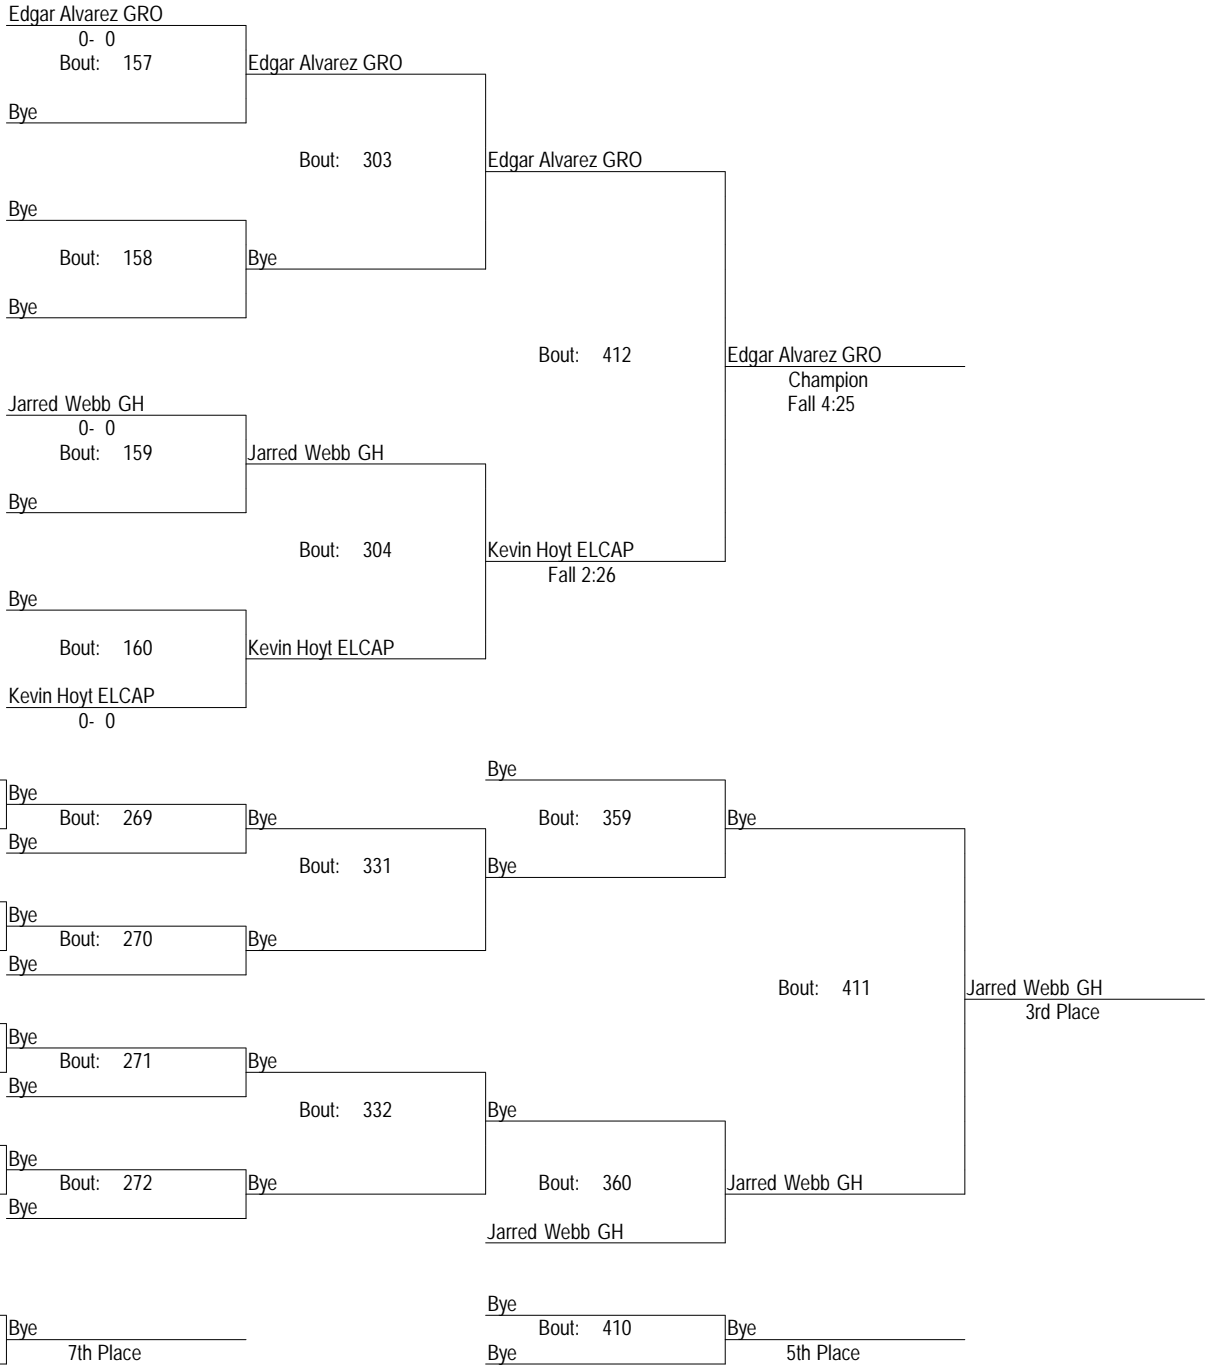 Edgar Alvarez GRO
0- 0
Bout: 157
Edgar Alvarez GRO
Bye
Bout: 303
Edgar Alvarez GRO
Bye
Bout: 158
Bye
Bye
Bout: 412
Edgar Alvarez GRO
Champion
Fall 4:25
Jarred Webb GH
0- 0
Bout: 159
Jarred Webb GH
Bye
Bout: 304
Kevin Hoyt ELCAP
Fall 2:26
Bye
Bout: 160
Kevin Hoyt ELCAP
Kevin Hoyt ELCAP
0- 0
Bye
Bye
Bout: 269
Bye
Bout: 359
Bye
Bye
Bout: 331
Bye
Bye
Bout: 270
Bye
Bye
Bout: 411
Jarred Webb GH
3rd Place
Bye
Bout: 271
Bye
Bye
Bout: 332
Bye
Bye
Bout: 272
Bye
Bout: 360
Jarred Webb GH
Bye
Jarred Webb GH
Bye
Bye
Bout: 410
Bye
7th Place
Bye
5th Place